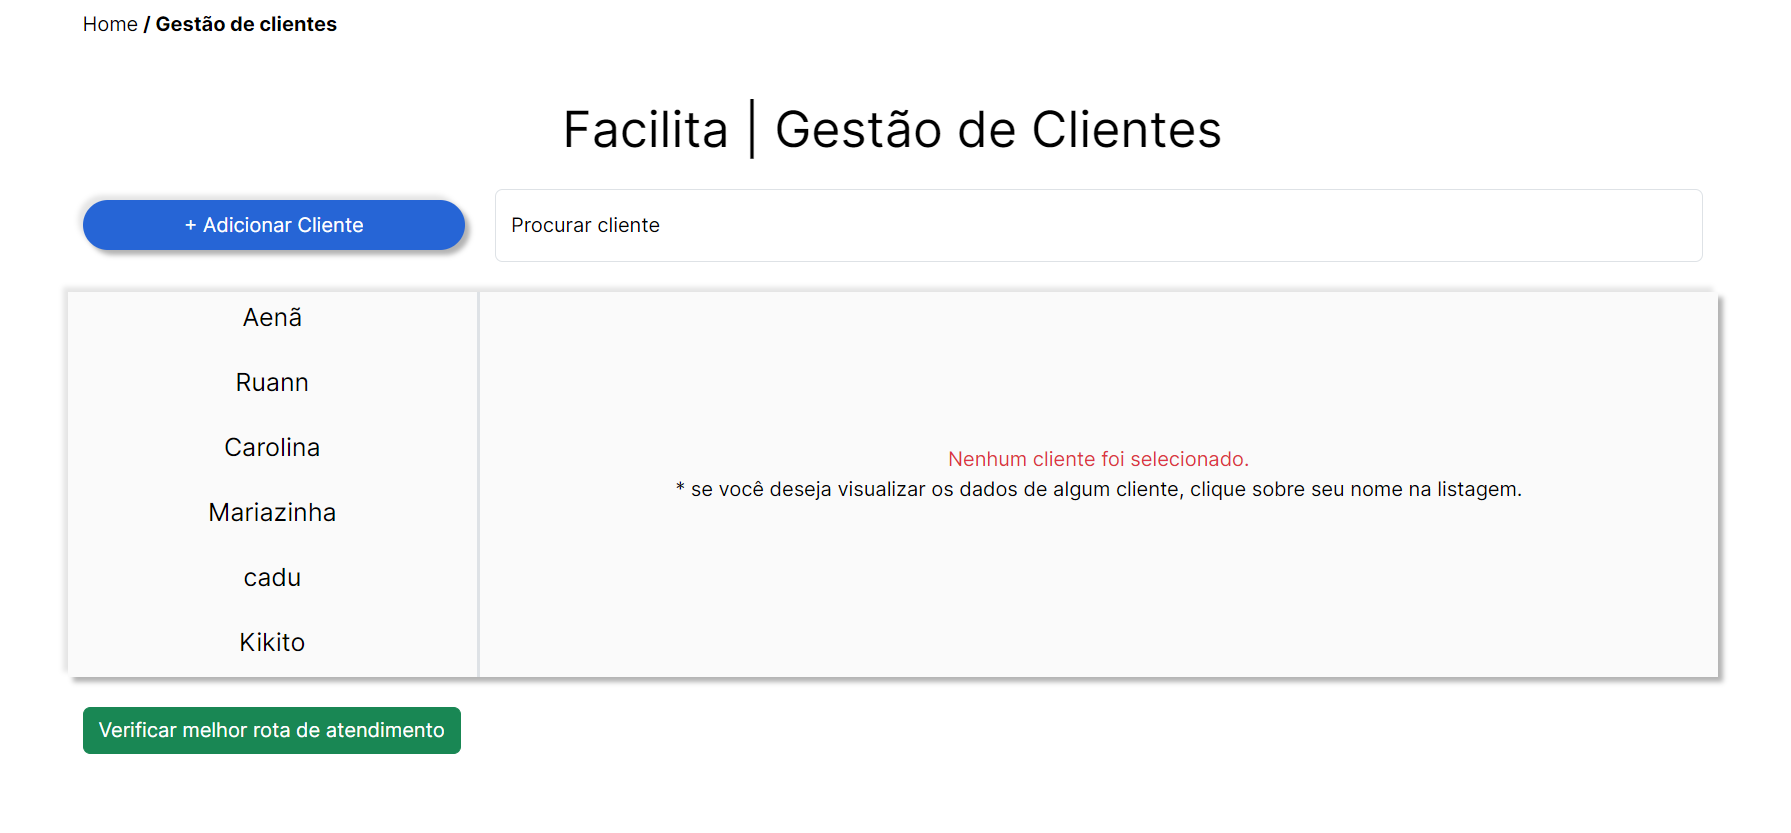 Home / Gestão de clientes
Facilita | Gestão de Clientes
+ Adicionar Cliente
Procurar cliente
Aenã
Ruann
Carolina
Mariazinha
cadu
Kikito
Nenhum cliente foi selecionado.
* se você deseja visualizar os dados de algum cliente, clique sobre seu nome na listagem.
Verificar melhor rota de atendimento